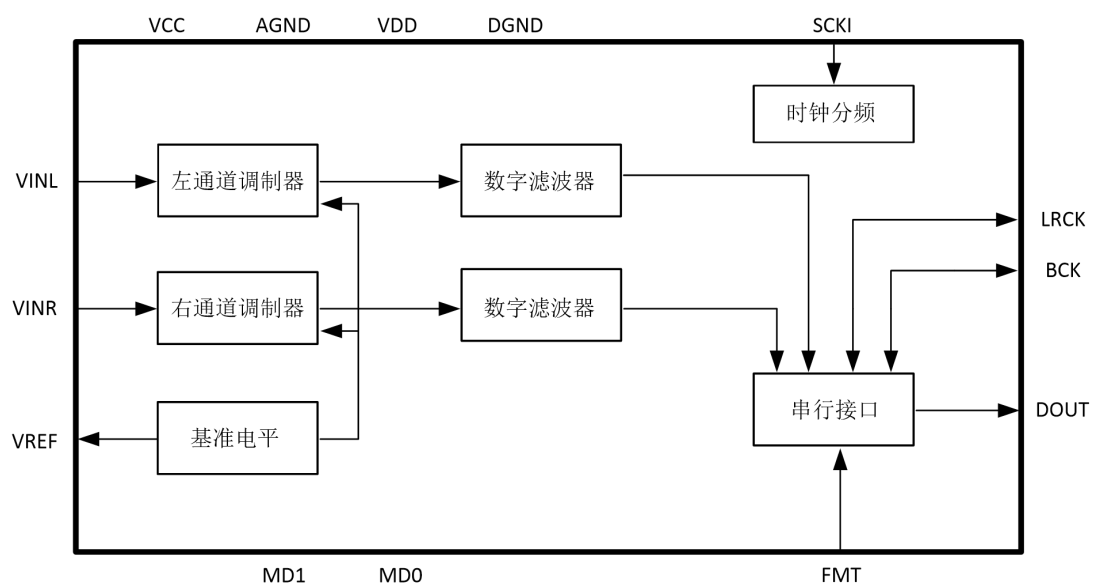 VCC AGND VDD DGND SCKI
时钟分频
VINL 左通道调制器 数字滤波器
LRCK
BCK
VINR 右通道调制器 数字滤波器
串行接口 DOUT
VREF 基准电平
MD1 MD0 FMT